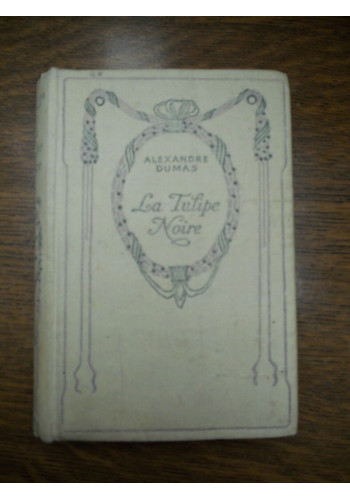 ALEXANDRE
DUMAS
La Tulipe
Noire